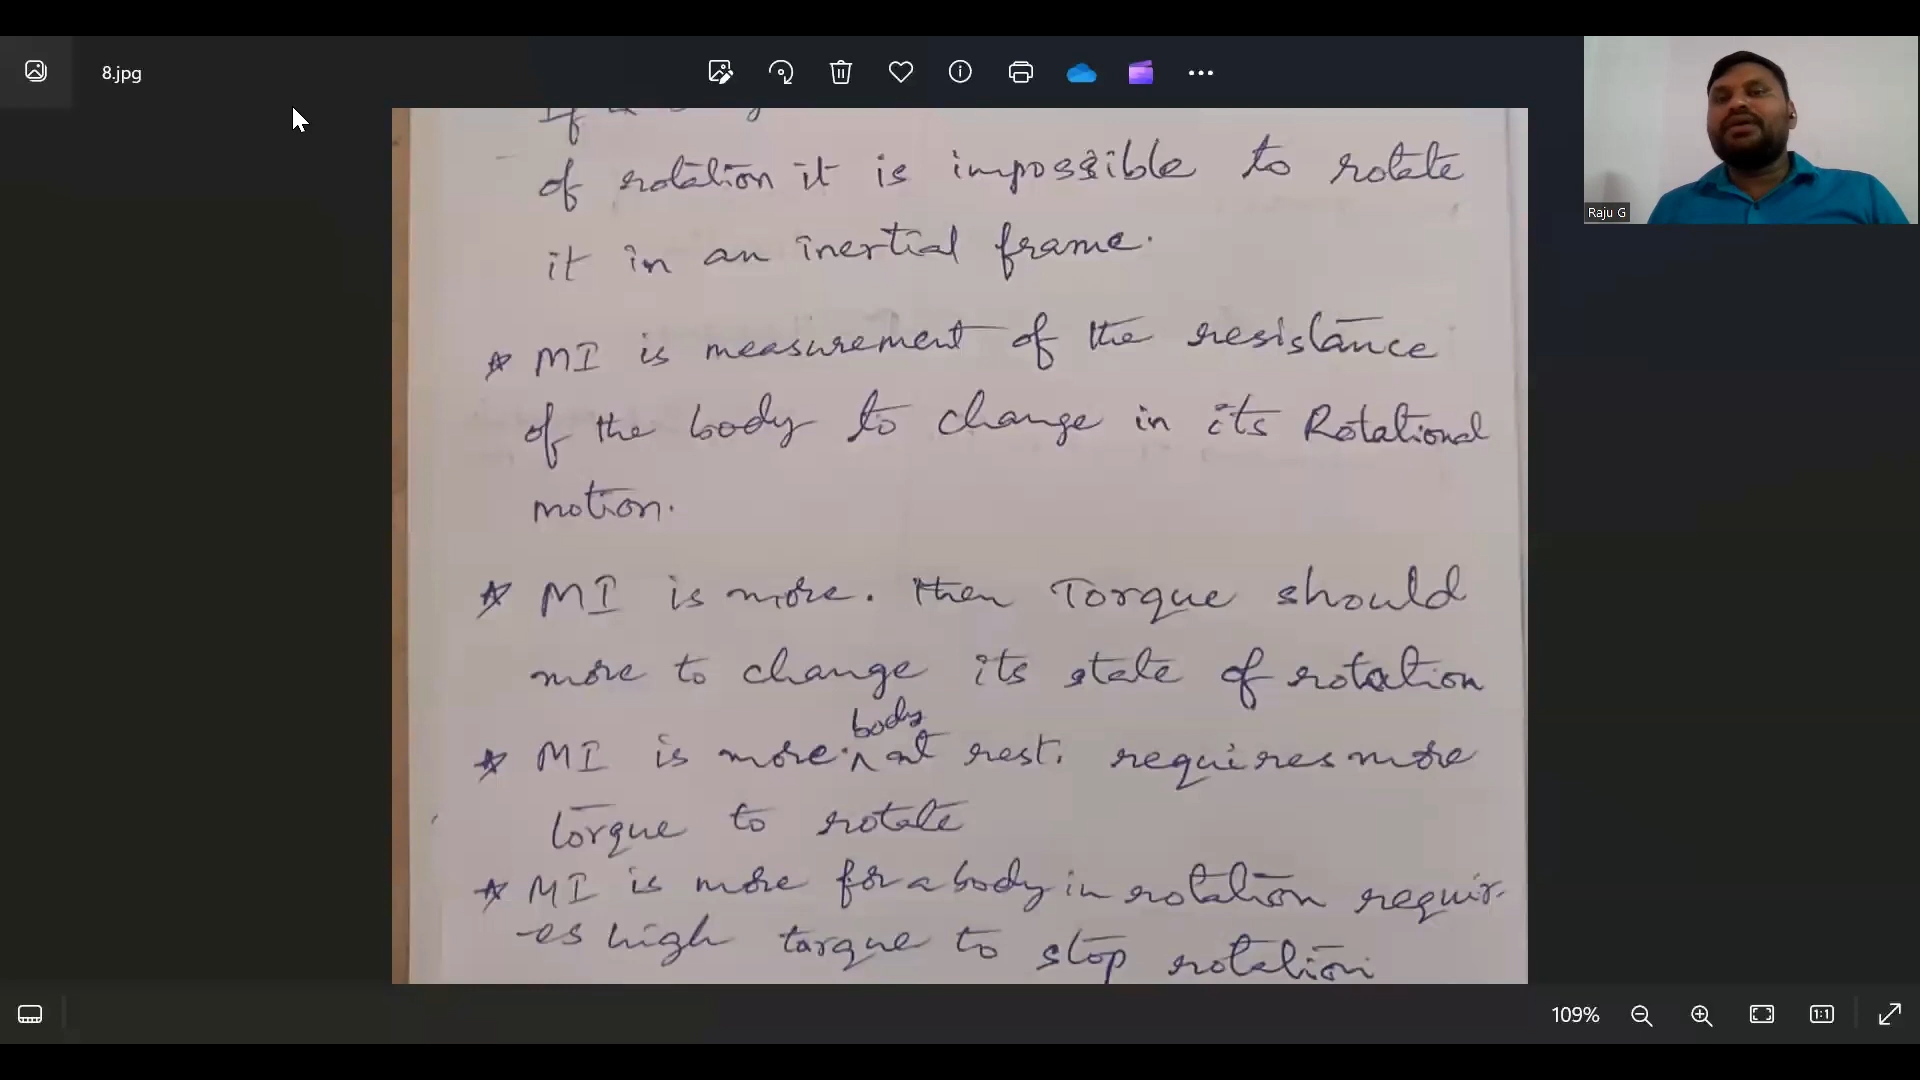 8.jpg
Raju G
If a
of rotation it is impossible to rotate
it in an inertial frame.
☆ MI is measurement of the resistance
of the body to change in its Rotational
motion.
☆ MI is more. then Torque should
more to change its state of rotation
body
☆ MI is more. ^ at rest. requires more
torque to rotate
☆ MI is more for a body in rotation requir-
-es high torque to stop rotation
109%
1:1